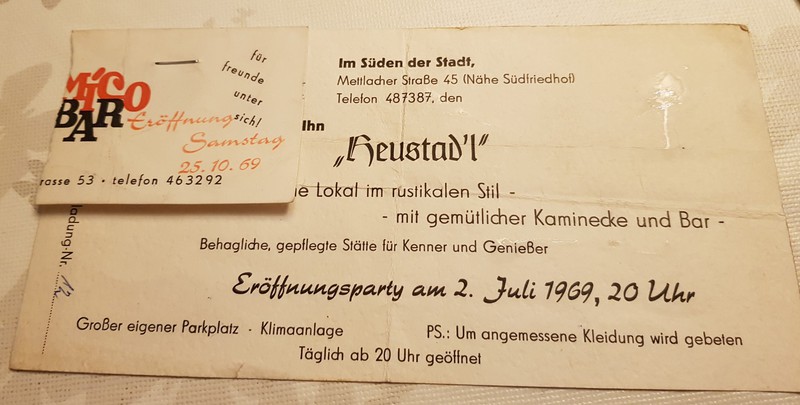 für
freunde
unter
sich!
MÍCO
BAR
Eröffnung
Samstag
25.10.69
rasse 53 · telefon 463292
Im Süden der Stadt,
Mettlacher Straße 45 (Nähe Südfriedhof)
Telefon 487387, den
Ihn
„Heustad'l"
e Lokal im rustikalen Stil -
- mit gemütlicher Kaminecke und Bar -
Behagliche, gepflegte Stätte für Kenner und Genießer
Eröffnungsparty am 2. Juli 1969, 20 Uhr
Großer eigener Parkplatz - Klimaanlage
PS.: Um angemessene Kleidung wird gebeten
Täglich ab 20 Uhr geöffnet
ladung-Nr.